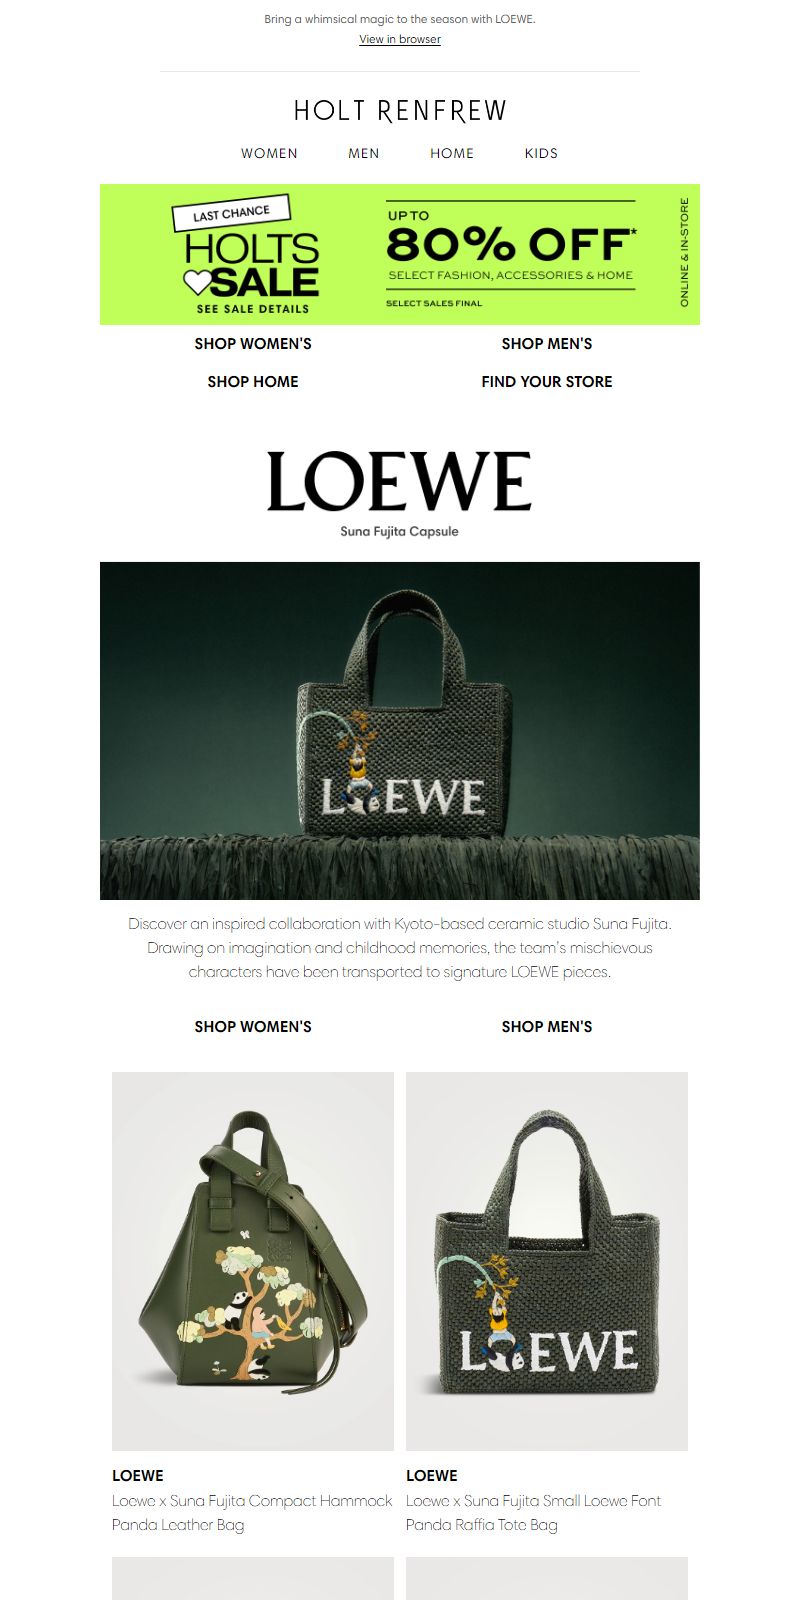 Bring a whimsical magic to the season with LOEWE.
View in browser
HOLT RENFREW
WOMEN MEN HOME KIDS
LAST CHANCE
HOLTS
SALE
SEE SALE DETAILS
UP TO
80% OFF*
SELECT FASHION, ACCESSORIES & HOME
SELECT SALES FINAL
ONLINE & IN-STORE
SHOP WOMEN'S SHOP MEN'S
SHOP HOME FIND YOUR STORE
LOEWE
Suna Fujita Capsule
LOEWE
Discover an inspired collaboration with Kyoto-based ceramic studio Suna Fujita.
Drawing on imagination and childhood memories, the team's mischievous
characters have been transported to signature LOEWE pieces.
SHOP WOMEN'S SHOP MEN'S
LOEWE
LOEWE
Loewe x Suna Fujita Compact Hammock
Panda Leather Bag
LOEWE
Loewe x Suna Fujita Small Loewe Font
Panda Raffia Tote Bag